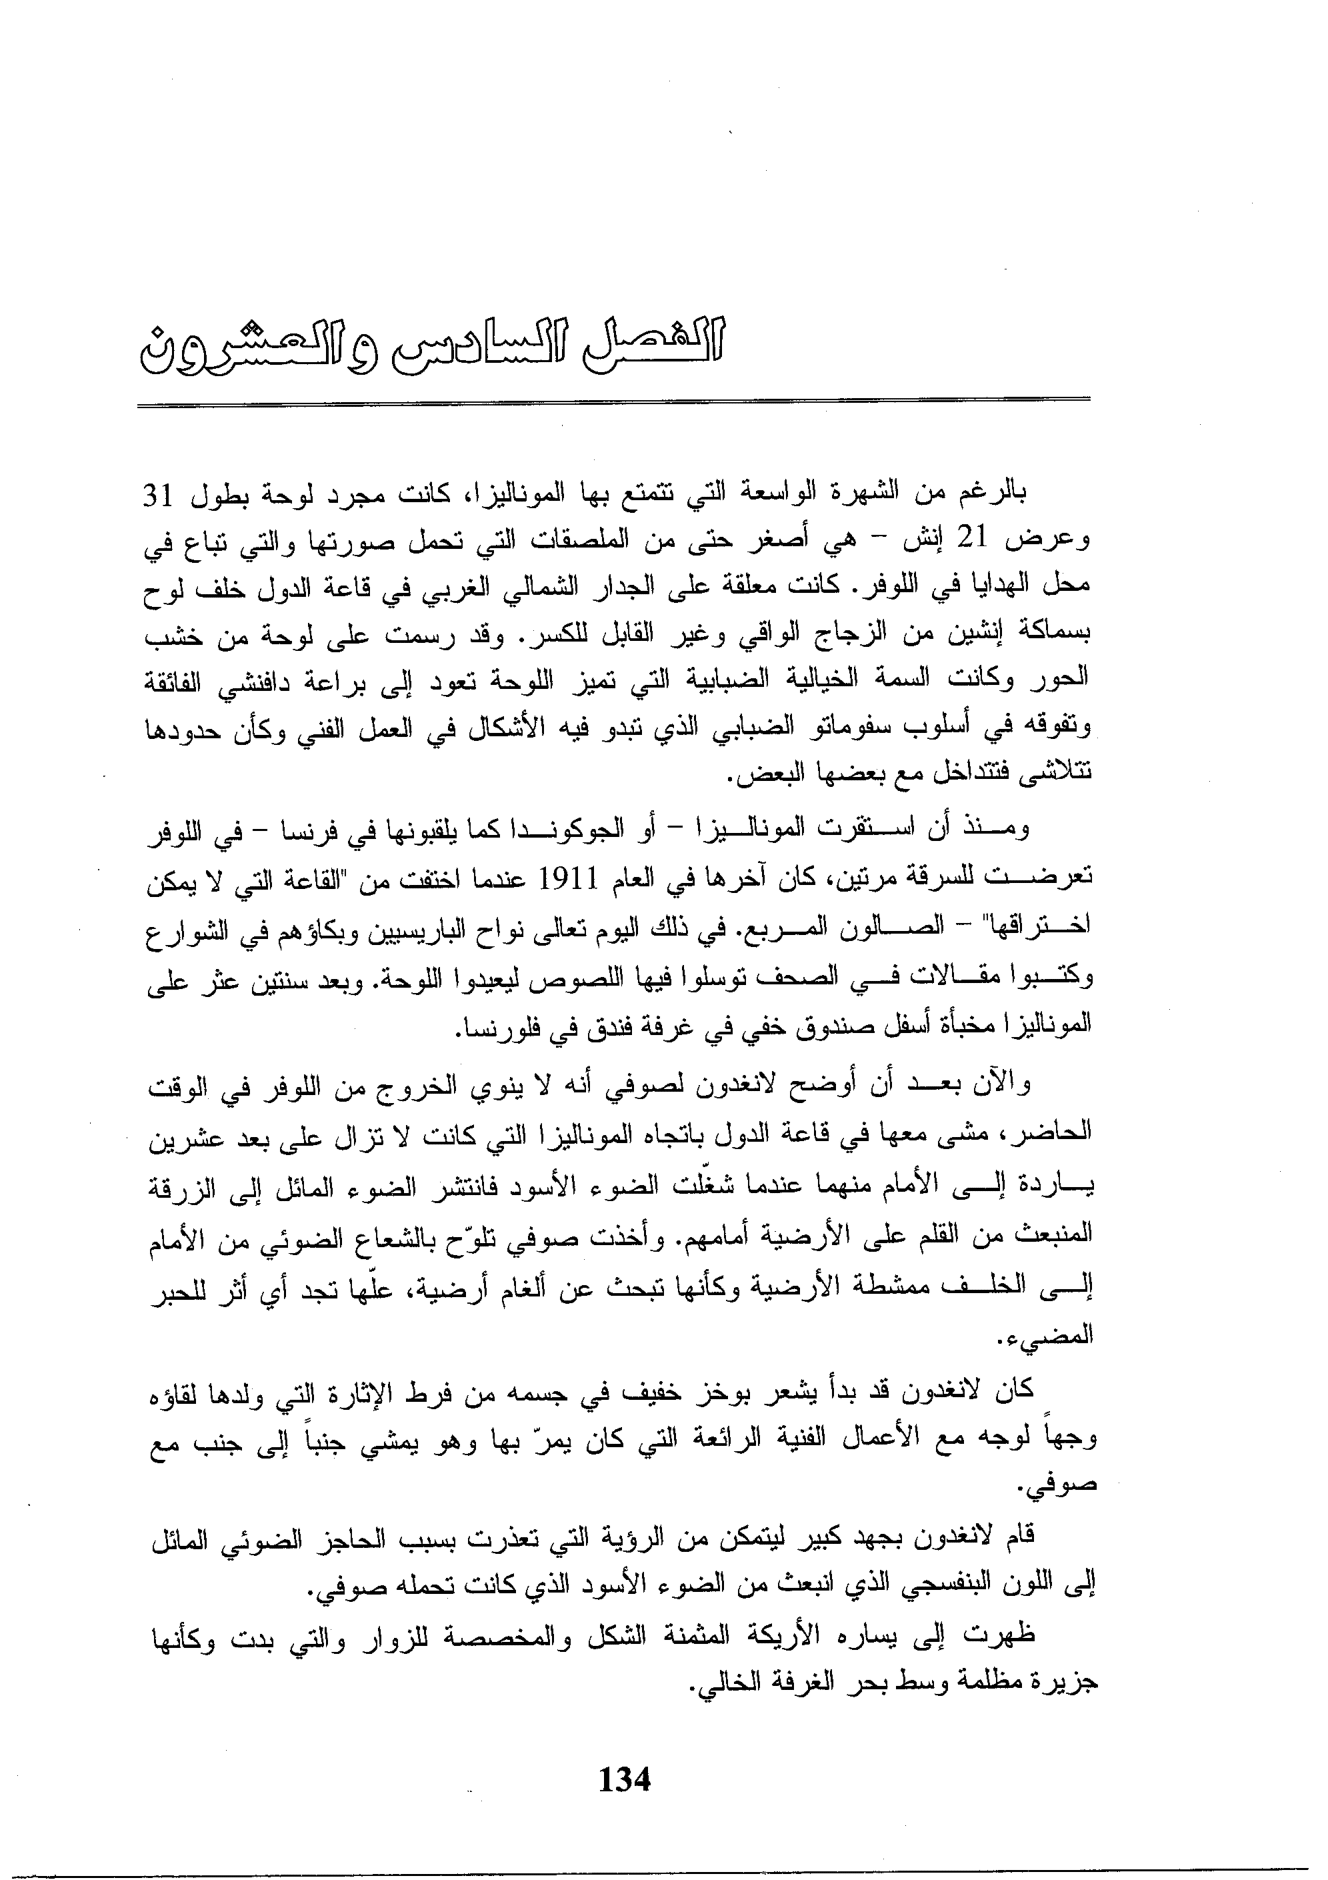 الفصل السادس والعشرون
بالرغم من الشهرة الواسعة التي تتمتع بها الموناليزا، كانت مجرد لوحة بطول 31
وعرض 21 إنش – هي أصغر حتى من الملصقات التي تحمل صورتها والتي تباع في
محل الهدايا في اللوفر. كانت معلقة على الجدار الشمالي الغربي في قاعة الدول خلف لوح
بسماكة إنشين من الزجاج الواقي وغير القابل للكسر. وقد رسمت على لوحة من خشب
الحور وكانت السمة الخيالية الضبابية التي تميز اللوحة تعود إلى براعة دافنشي الفائقة
وتفوقه في أسلوب سفوماتو الضبابي الذي تبدو فيه الأشكال في العمل الفني وكأن حدودها
تتلاشى فتتداخل مع بعضها البعض.
ومنذ أن استقرت الموناليزا – أو الجوكوندا كما يلقبونها في فرنسا – في اللوفر
تعرضت للسرقة مرتين، كان آخرها في العام 1911 عندما اختفت من "القاعة التي لا يمكن
اختراقها" – الصالون المربع. في ذلك اليوم تعالى نواح الباريسيين وبكاؤهم في الشوارع
وكتبوا مقالات في الصحف توسلوا فيها اللصوص ليعيدوا اللوحة. وبعد سنتين عثر على
الموناليزا مخبأة أسفل صندوق خفي في غرفة فندق في فلورنسا.
والآن بعد أن أوضح لانغدون لصوفي أنه لا ينوي الخروج من اللوفر في الوقت
الحاضر، مشى معها في قاعة الدول باتجاه الموناليزا التي كانت لا تزال على بعد عشرين
ياردة إلى الأمام منهما عندما شغّلت الضوء الأسود فانتشر الضوء المائل إلى الزرقة
المنبعث من القلم على الأرضية أمامهم. وأخذت صوفي تلوّح بالشعاع الضوئي من الأمام
إلى الخلف ممشطة الأرضية وكأنها تبحث عن ألغام أرضية، علّها تجد أي أثر للحبر
المضيء.
كان لانغدون قد بدأ يشعر بوخز خفيف في جسمه من فرط الإثارة التي ولدها لقاؤه
وجهاً لوجه مع الأعمال الفنية الرائعة التي كان يمرّ بها وهو يمشي جنباً إلى جنب مع
صوفي.
قام لانغدون بجهد كبير ليتمكن من الرؤية التي تعذرت بسبب الحاجز الضوئي المائل
إلى اللون البنفسجي الذي انبعث من الضوء الأسود الذي كانت تحمله صوفي.
ظهرت إلى يساره الأريكة المثمنة الشكل والمخصصة للزوار والتي بدت وكأنها
جزيرة مظلمة وسط بحر الغرفة الخالي.
134